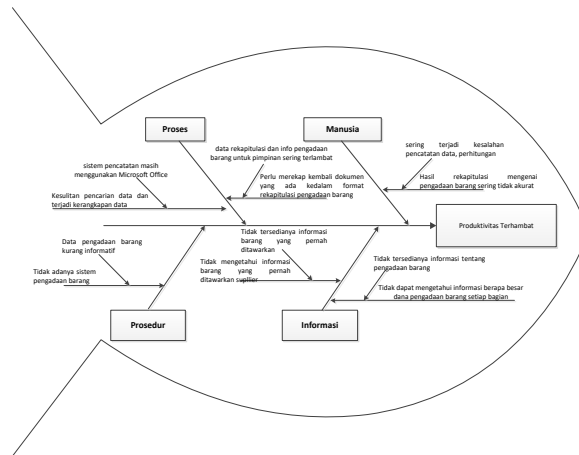 Proses
Manusia
data rekapitulasi dan info pengadaan
barang untuk pimpinan sering terlambat
sering terjadi kesalahan
pencatatan data, perhitungan
sistem pencatatan masih
menggunakan Microsoft Office
Perlu merekap kembali dokumen
yang ada kedalam format
rekapitulasi pengadaan barang
Hasil rekapitulasi mengenai
pengadaan barang sering tidak akurat
Kesulitan pencarian data dan
terjadi kerangkapan data
Produktivitas Terhambat
Data pengadaan barang
kurang informatif
Tidak tersedianya informasi
barang yang pernah
ditawarkan
Tidak adanya sistem
pengadaan barang
Tidak mengetahui informasi
barang yang pernah
ditawarkan supllier
Tidak tersedianya informasi tentang
pengadaan barang
Tidak dapat mengetahui informasi berapa besar
dana pengadaan barang setiap bagian
Prosedur
Informasi